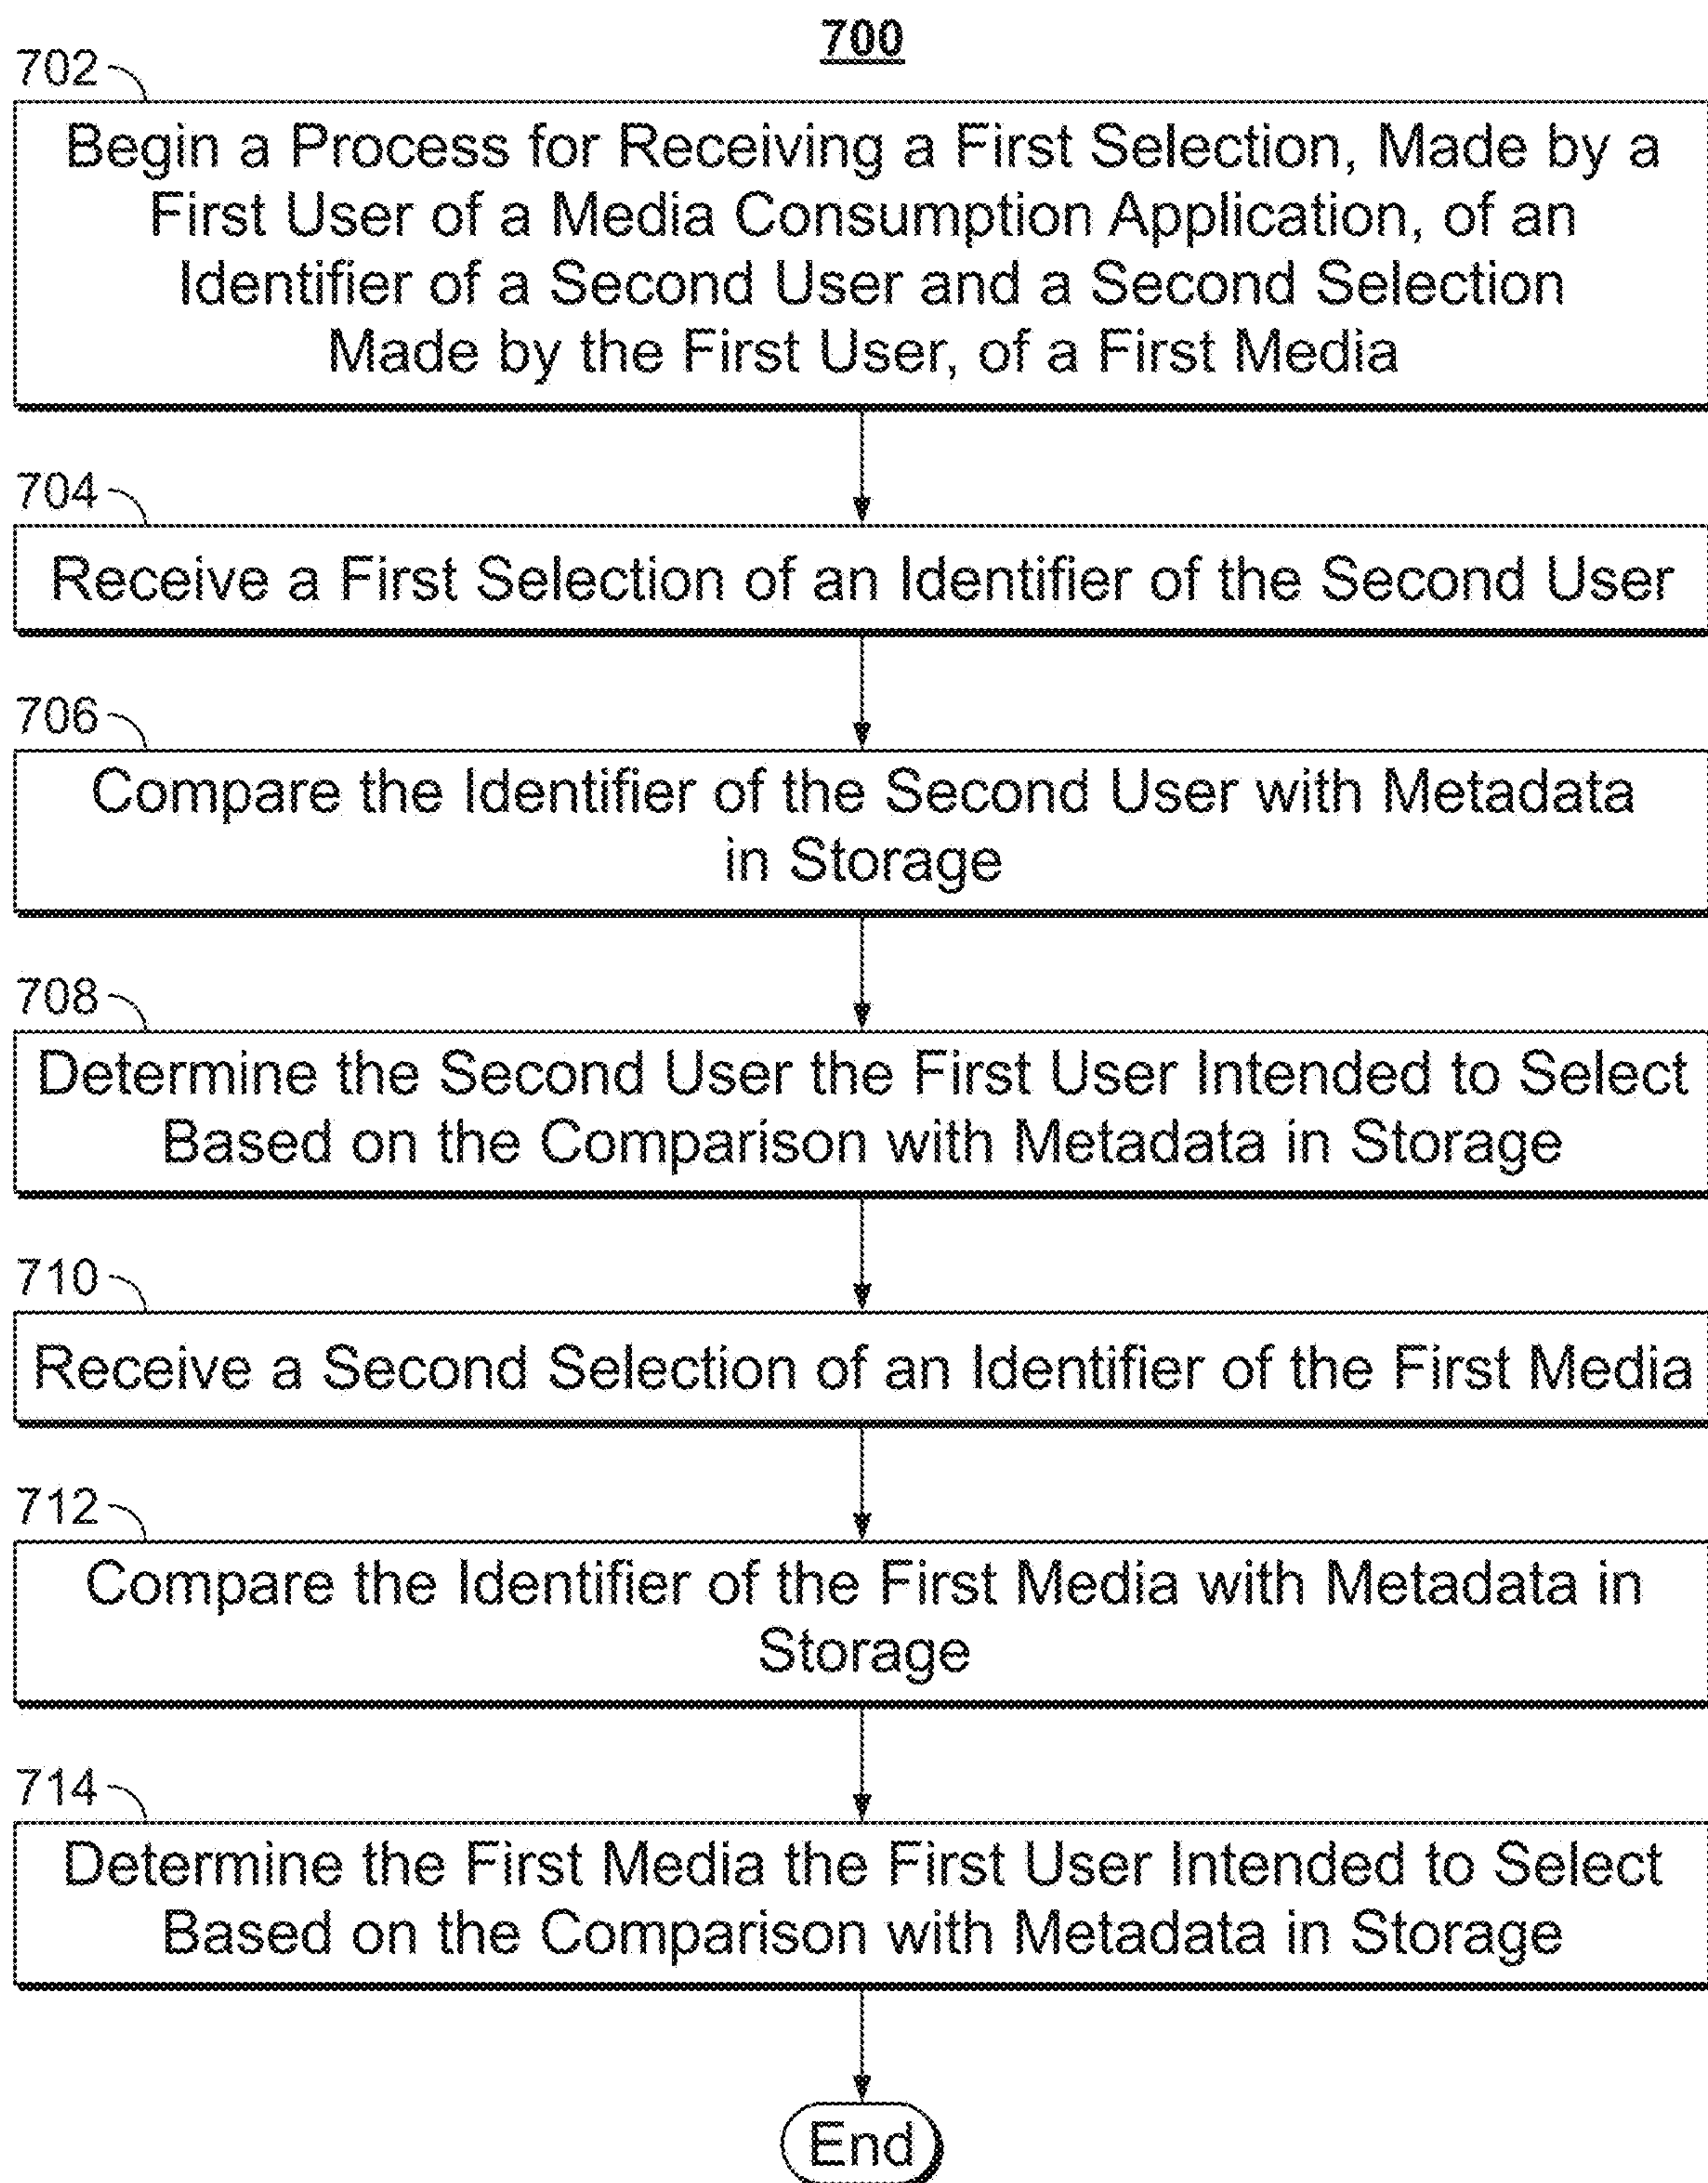 700
702
Begin a Process for Receiving a First Selection, Made by a
First User of a Media Consumption Application, of an
Identifier of a Second User and a Second Selection
Made by the First User, of a First Media
704
Receive a First Selection of an Identifier of the Second User
706
Compare the Identifier of the Second User with Metadata
in Storage
708
Determine the Second User the First User Intended to Select
Based on the Comparison with Metadata in Storage
710
Receive a Second Selection of an Identifier of the First Media
712
Compare the Identifier of the First Media with Metadata in
Storage
714
Determine the First Media the First User Intended to Select
Based on the Comparison with Metadata in Storage
End